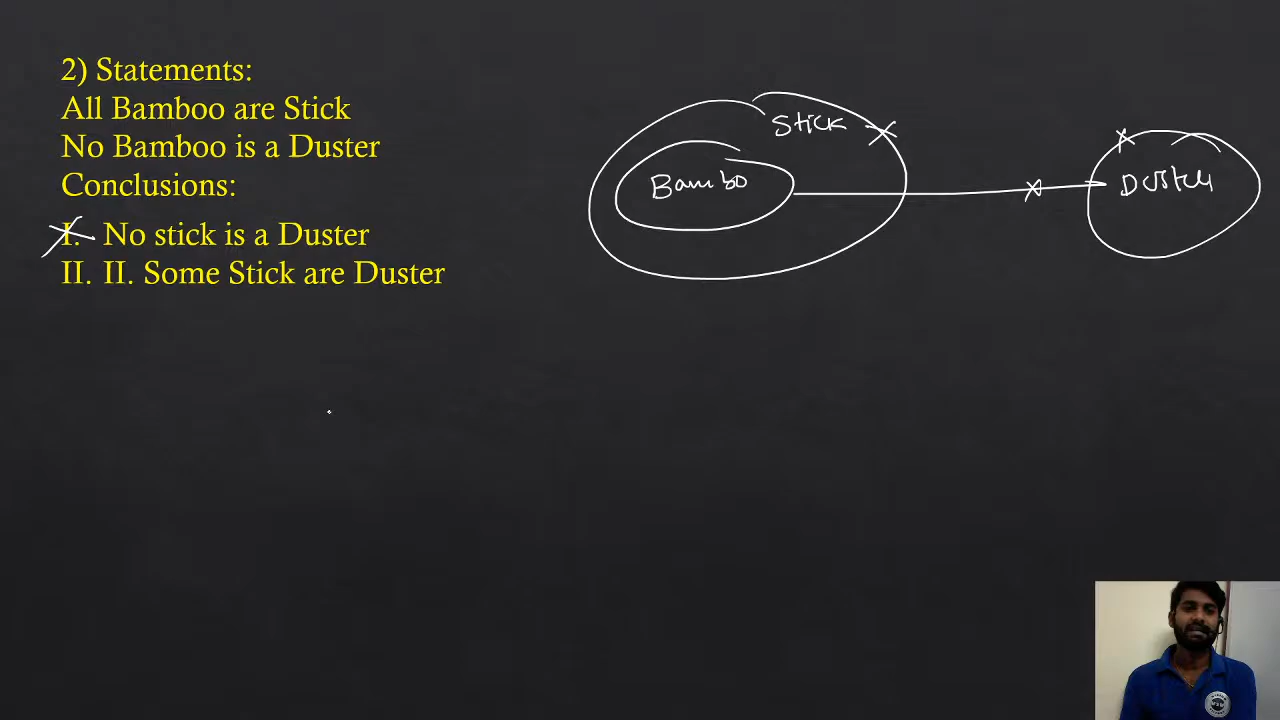 2) Statements:
All Bamboo are Stick
No Bamboo is a Duster
Conclusions:
I. No stick is a Duster
II. II. Some Stick are Duster
Stick
Bambo
Duster